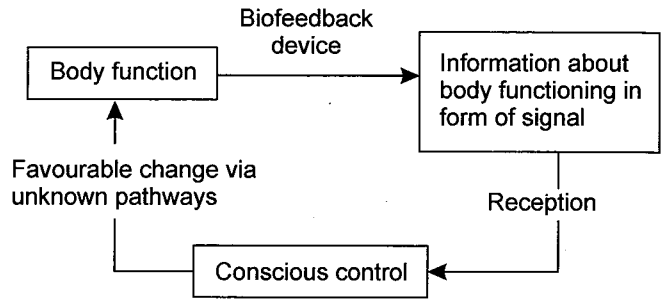 Biofeedback
device
Body function
Information about
body functioning in
form of signal
Favourable change via
unknown pathways
Reception
Conscious control